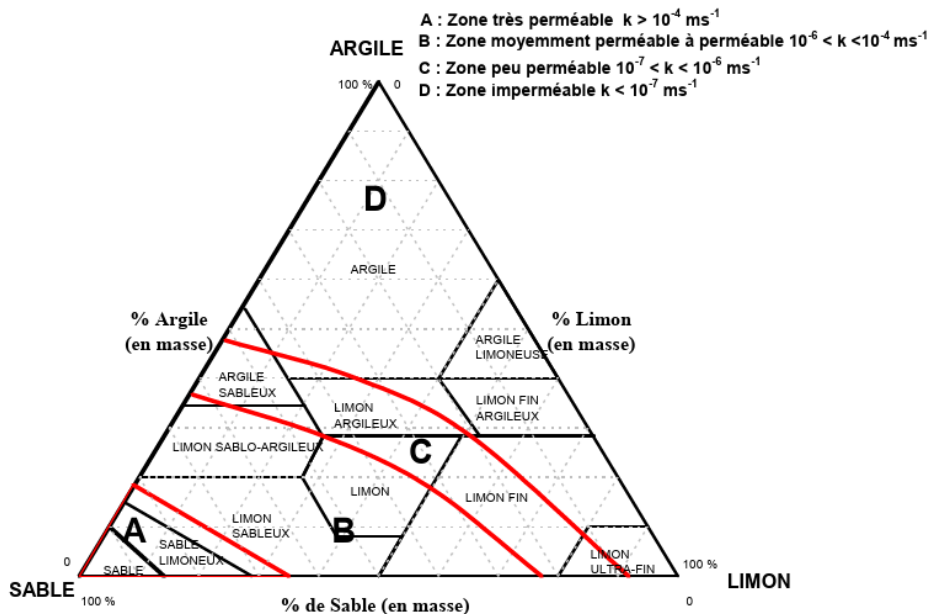 A : Zone très perméable k > 10⁻⁴ ms⁻¹
B : Zone moyemment perméable à perméable 10⁻⁶ < k <10⁻⁴ ms⁻¹
ARGILE
C : Zone peu perméable 10⁻⁷ < k < 10⁻⁶ ms⁻¹
100 % 0
D : Zone imperméable k < 10⁻⁷ ms⁻¹
D
ARGILE
% Argile
(en masse)
% Limon
(en masse)
ARGILE
LIMONEUSE
ARGILE
SABLEUX
LIMON
ARGILEUX
LIMON FIN
ARGILEUX
LIMON SABLO-ARGILEUX
C
LIMON
LIMON FIN
LIMON
SABLEUX
B
A
SABLE
LIMONEUX
SABLE
LIMON
ULTRA-FIN
0
100 %
SABLE
LIMON
100 %
% de Sable (en masse)
0